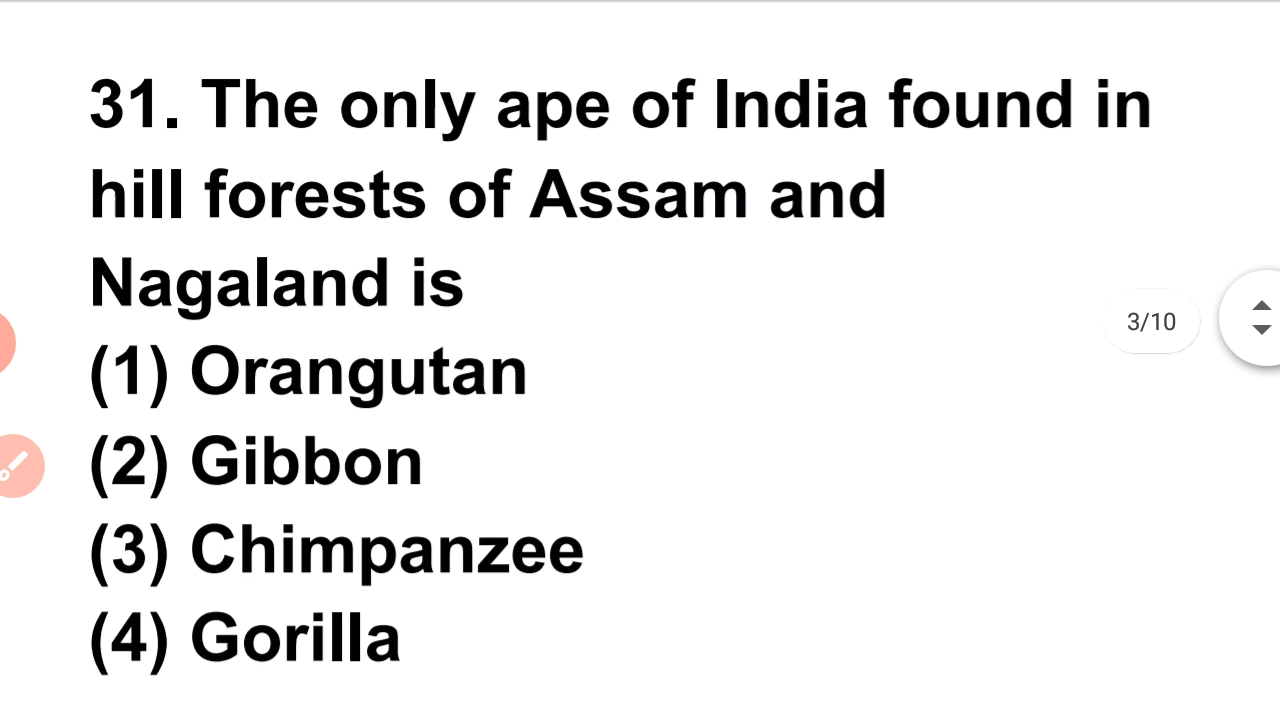 31. The only ape of India found in
hill forests of Assam and
Nagaland is
3/10
(1) Orangutan
(2) Gibbon
(3) Chimpanzee
(4) Gorilla